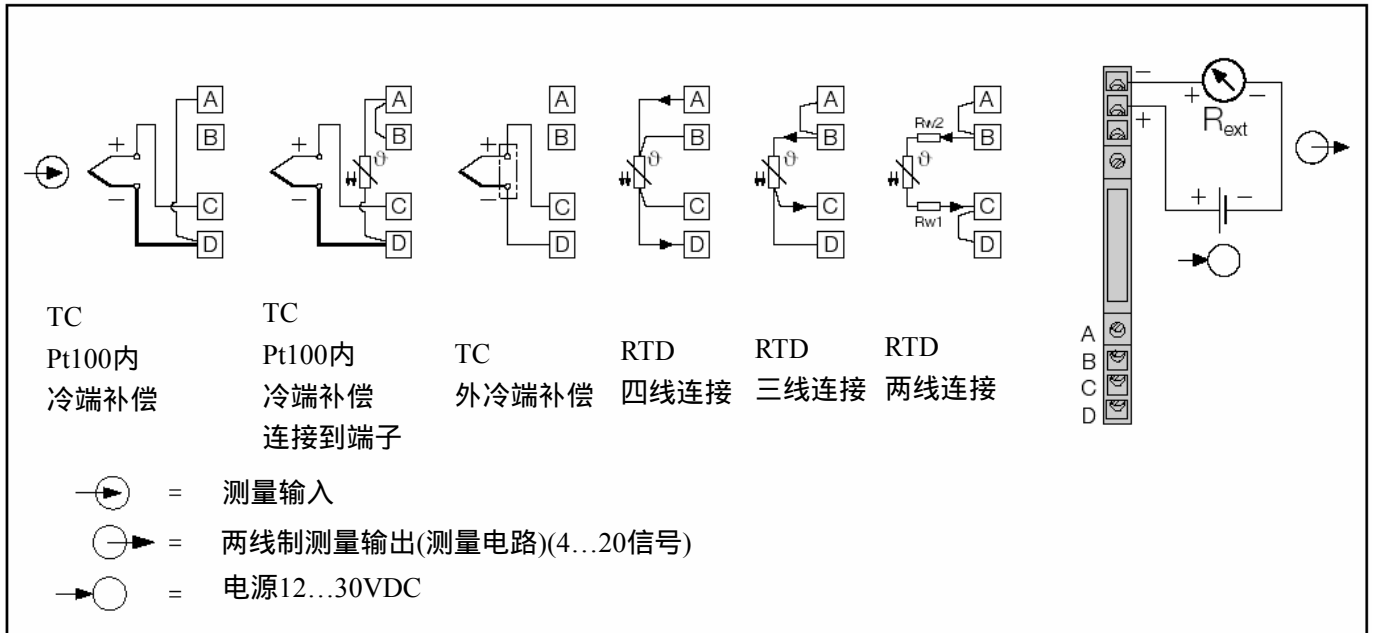 A A A A A A
B B B B B B
C C C C C C
D D D D D D
+ + +
− − −
ϑ ϑ ϑ ϑ
Rw2
Rw1
−
+
+ −
Rext
+ −
A
B
C
D
TC
Pt100内
冷端补偿
TC
Pt100内
冷端补偿
连接到端子
TC
外冷端补偿
RTD
四线连接
RTD
三线连接
RTD
两线连接
= 测量输入
= 两线制测量输出(测量电路)(4…20信号)
= 电源12…30VDC